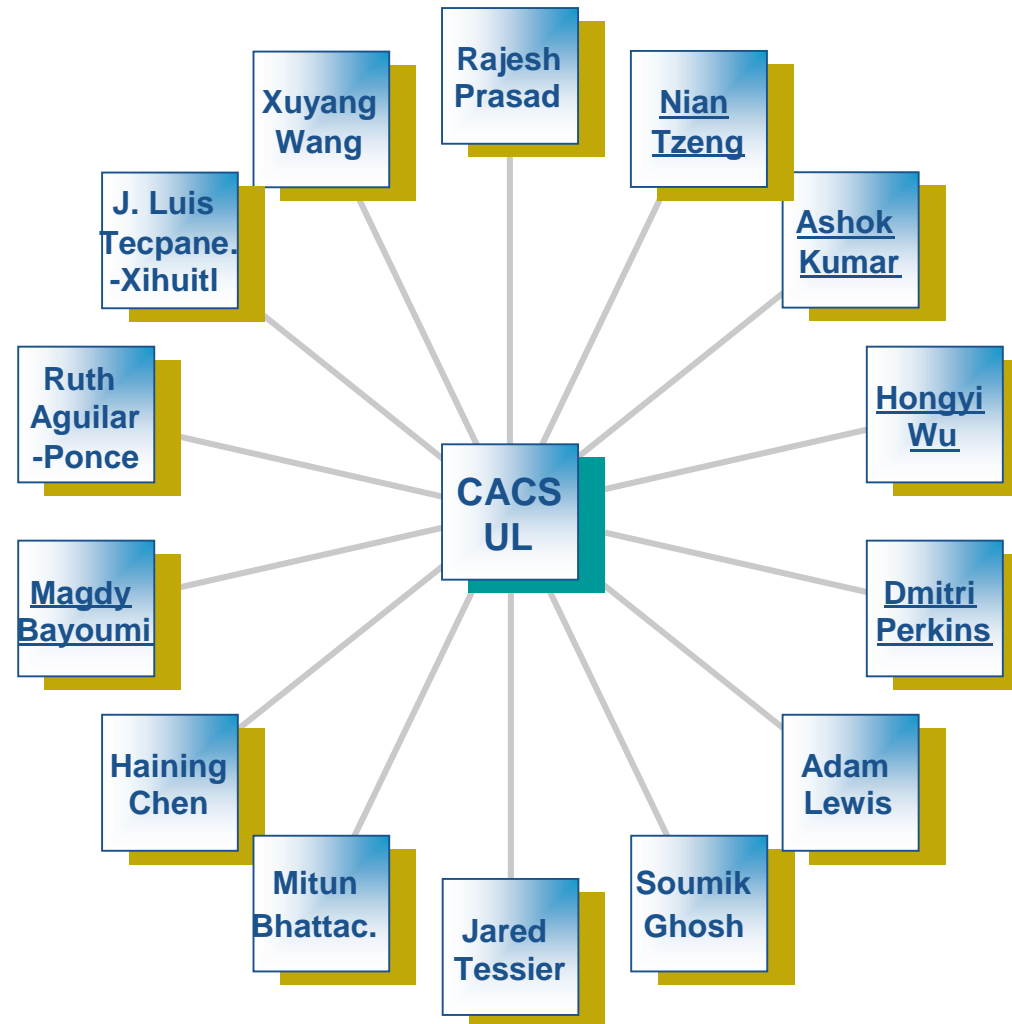 Rajesh
Prasad
Nian
Tzeng
Ashok
Kumar
Hongyi
Wu
Dmitri
Perkins
Adam
Lewis
Soumik
Ghosh
Jared
Tessier
Mitun
Bhattac.
Haining
Chen
Magdy
Bayoumi
Ruth
Aguilar
-Ponce
J. Luis
Tecpane.
-Xihuitl
Xuyang
Wang
CACS
UL